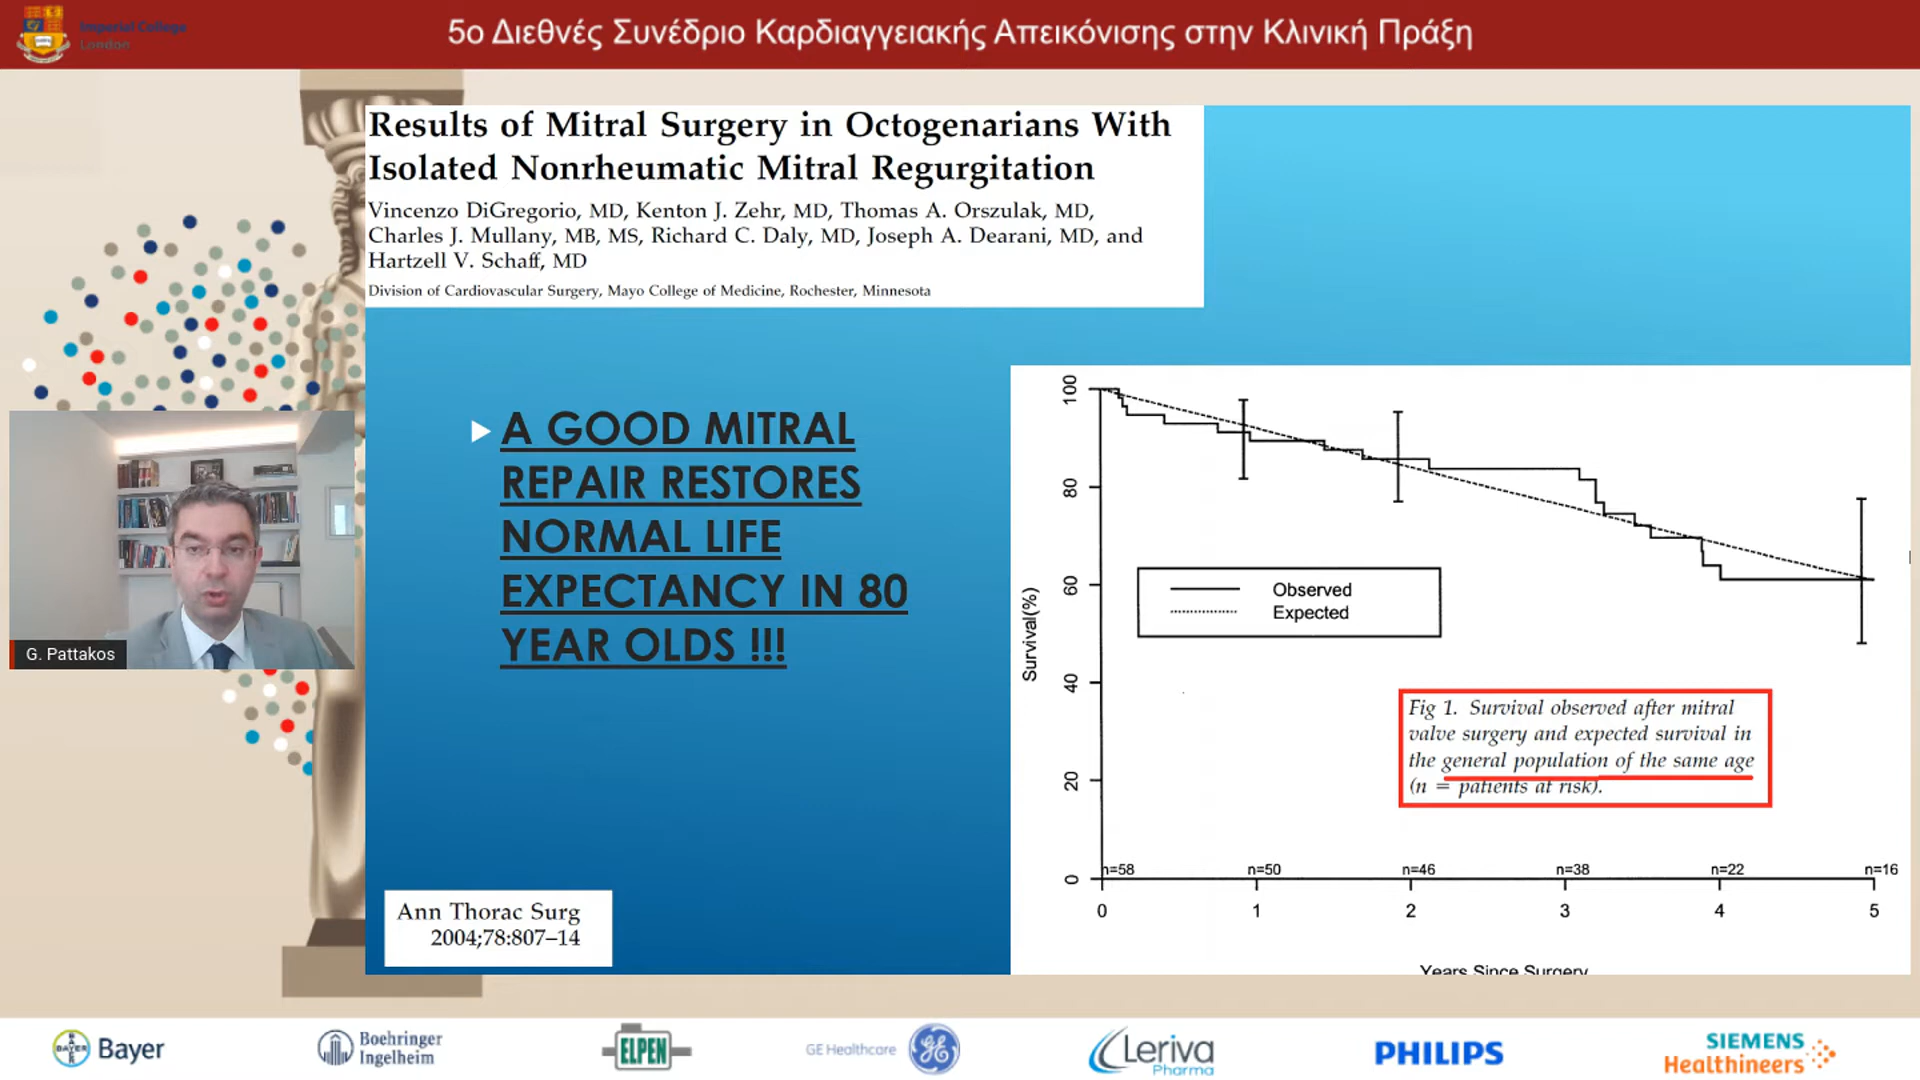 Imperial College
London
5ο Διεθνές Συνέδριο Καρδιαγγειακής Απεικόνισης στην Κλινική Πράξη
Results of Mitral Surgery in Octogenarians With
Isolated Nonrheumatic Mitral Regurgitation
Vincenzo DiGregorio, MD, Kenton J. Zehr, MD, Thomas A. Orszulak, MD,
Charles J. Mullany, MB, MS, Richard C. Daly, MD, Joseph A. Dearani, MD, and
Hartzell V. Schaff, MD
Division of Cardiovascular Surgery, Mayo College of Medicine, Rochester, Minnesota
A GOOD MITRAL
REPAIR RESTORES
NORMAL LIFE
EXPECTANCY IN 80
YEAR OLDS !!!
G. Pattakos
Ann Thorac Surg
2004;78:807–14
Survival(%)
100
80
60
40
20
0
Observed
Expected
Fig 1. Survival observed after mitral
valve surgery and expected survival in
the general population of the same age
(n = patients at risk).
n=58 n=50 n=46 n=38 n=22 n=16
0 1 2 3 4 5
Years Since Surgery
BAYER
Bayer
Boehringer
Ingelheim
ELPEN
GE Healthcare
Leriva
Pharma
PHILIPS
SIEMENS
Healthineers